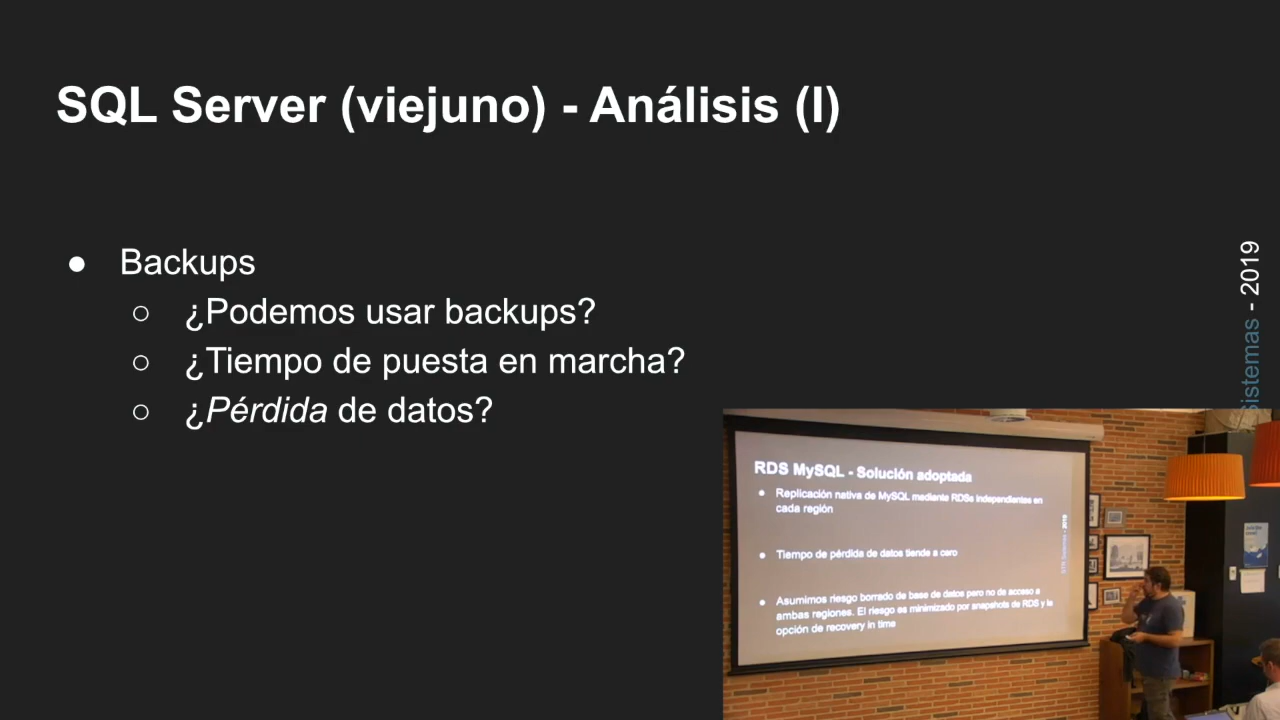 SQL Server (viejuno) - Análisis (I)
● Backups
○ ¿Podemos usar backups?
○ ¿Tiempo de puesta en marcha?
○ ¿Pérdida de datos?
Sistemas - 2019
RDS MySQL - Solución adoptada
● Replicación nativa de MySQL mediante RDSs independientes en
cada región
● Tiempo de pérdida de datos tiende a cero
● Asumimos riesgo borrado de base de datos pero no de acceso a
ambas regiones. El riesgo es minimizado por snapshots de RDS y la
opción de recovery in time
Sistemas - 2019